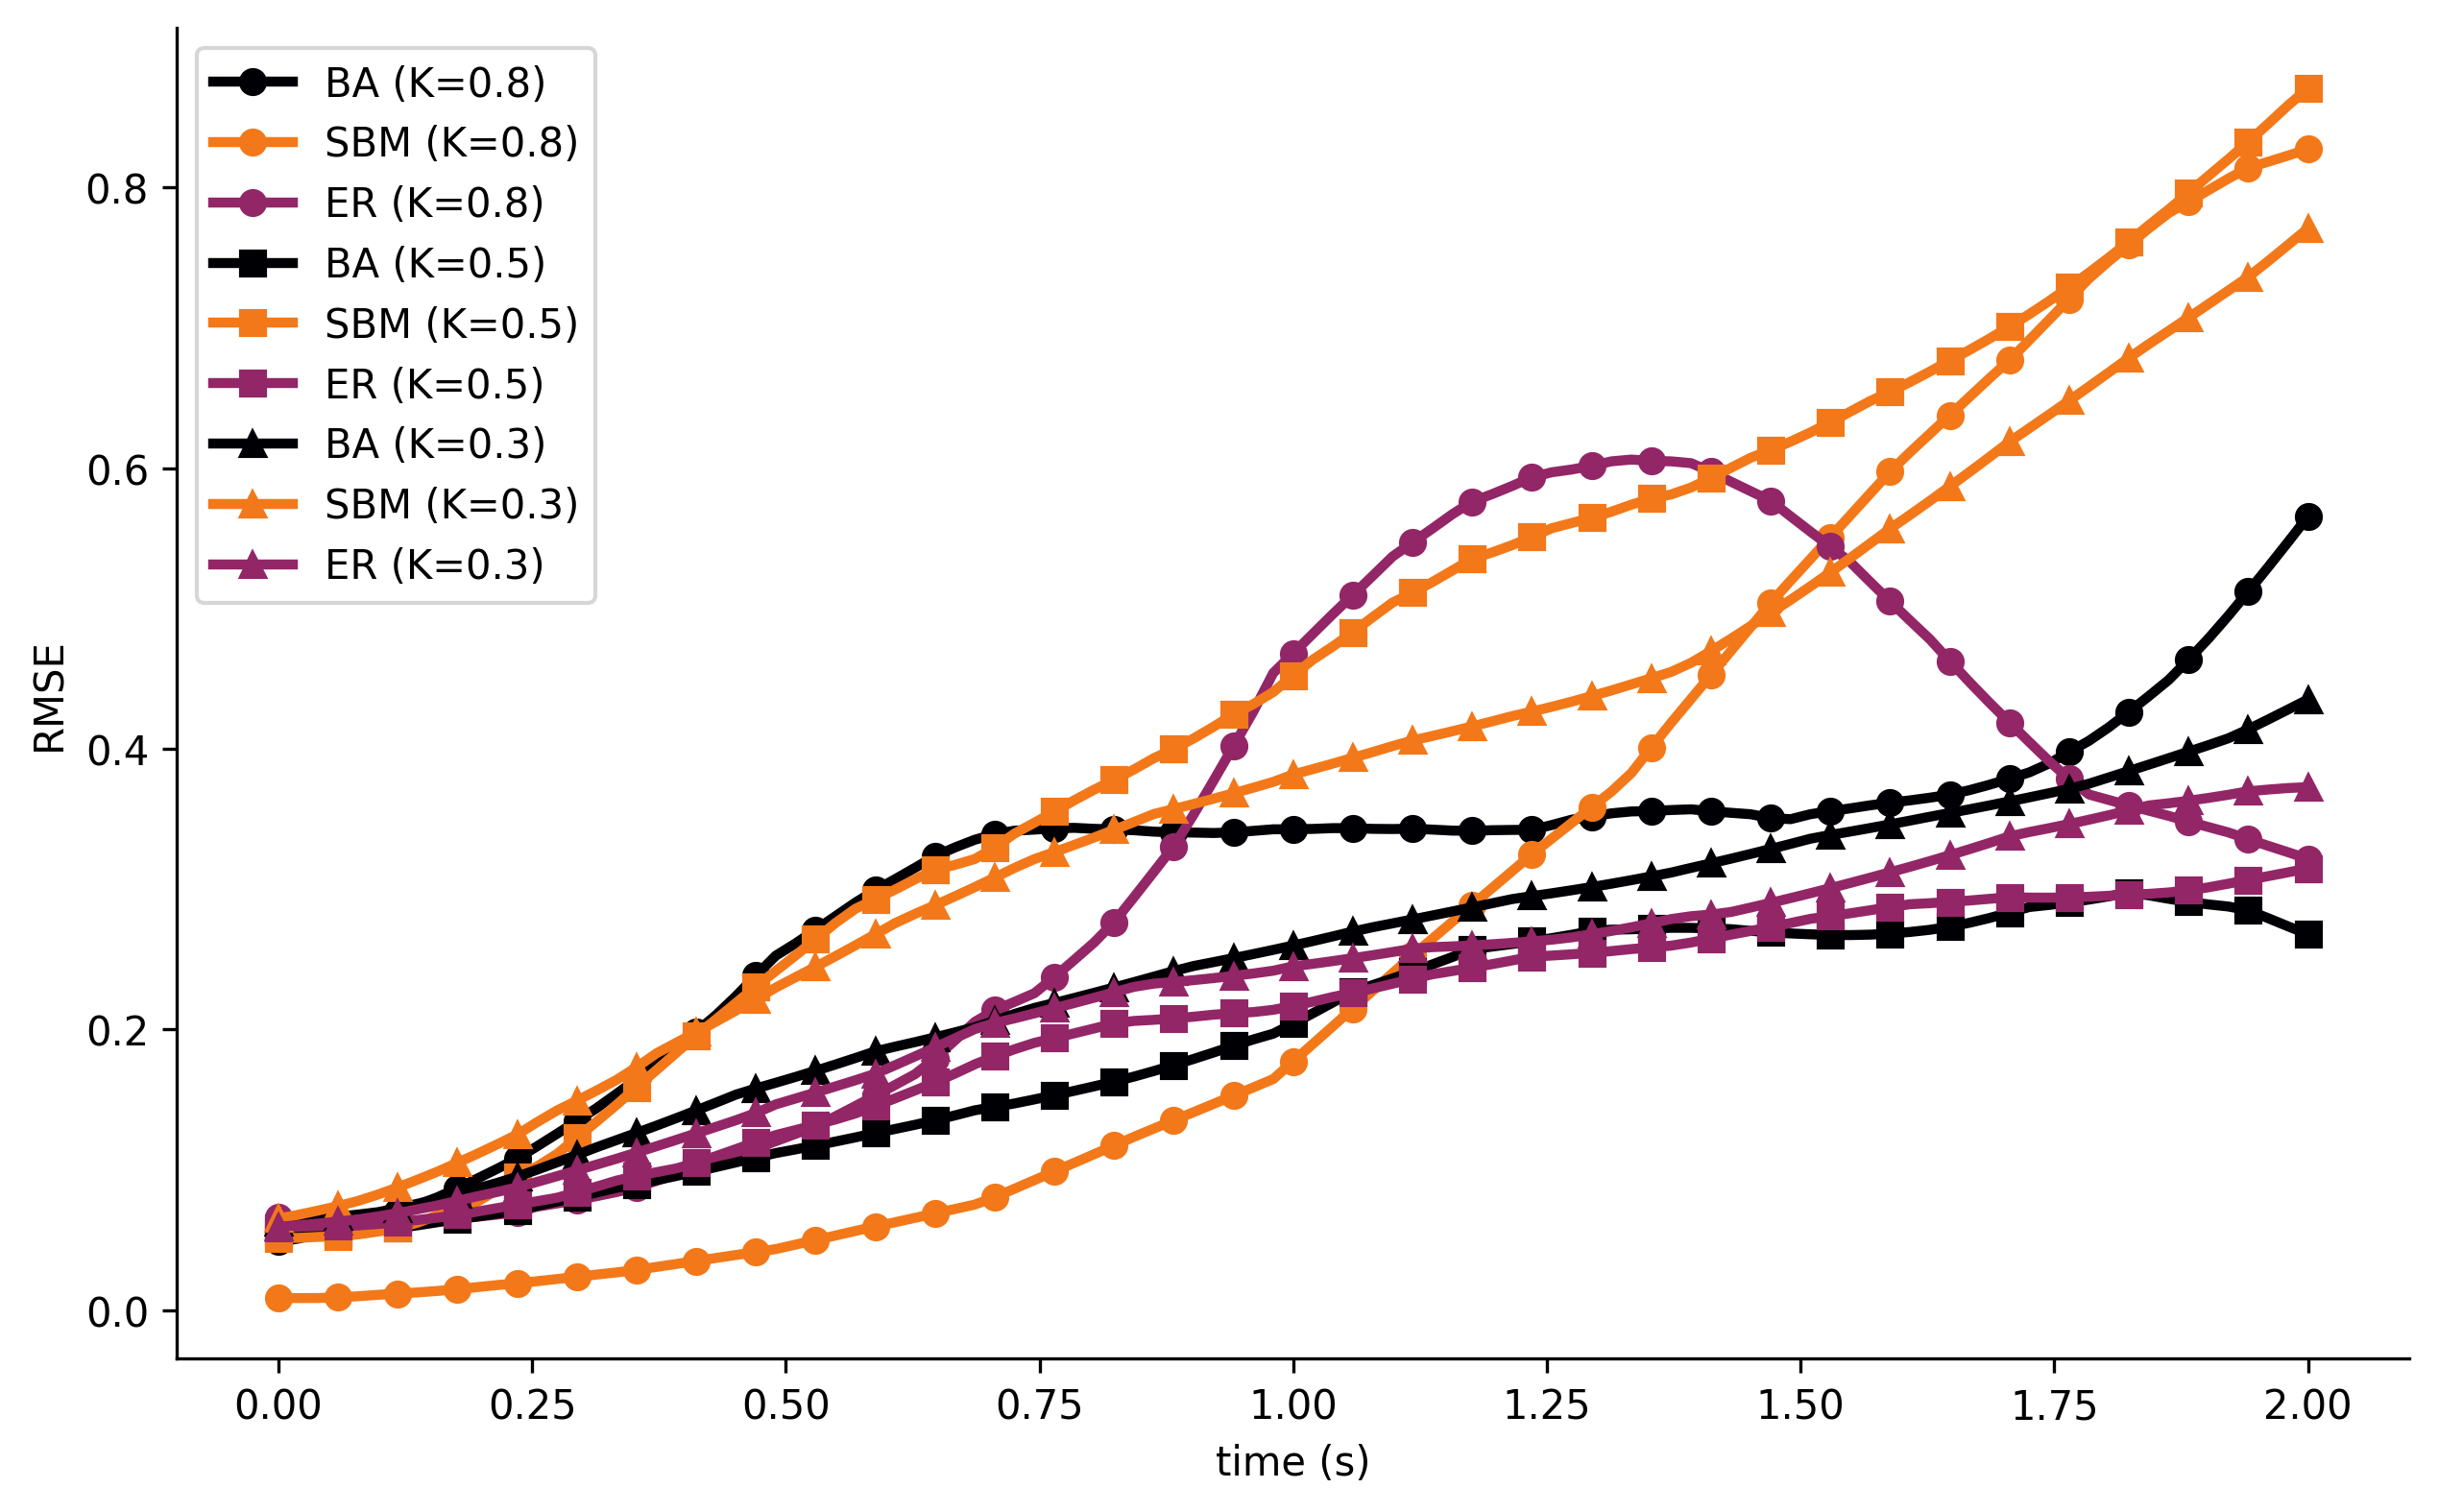 BA (K=0.8)
SBM (K=0.8)
ER (K=0.8)
BA (K=0.5)
SBM (K=0.5)
ER (K=0.5)
BA (K=0.3)
SBM (K=0.3)
ER (K=0.3)
RMSE
0.8
0.6
0.4
0.2
0.0
0.00 0.25 0.50 0.75 1.00 1.25 1.50 1.75 2.00
time (s)